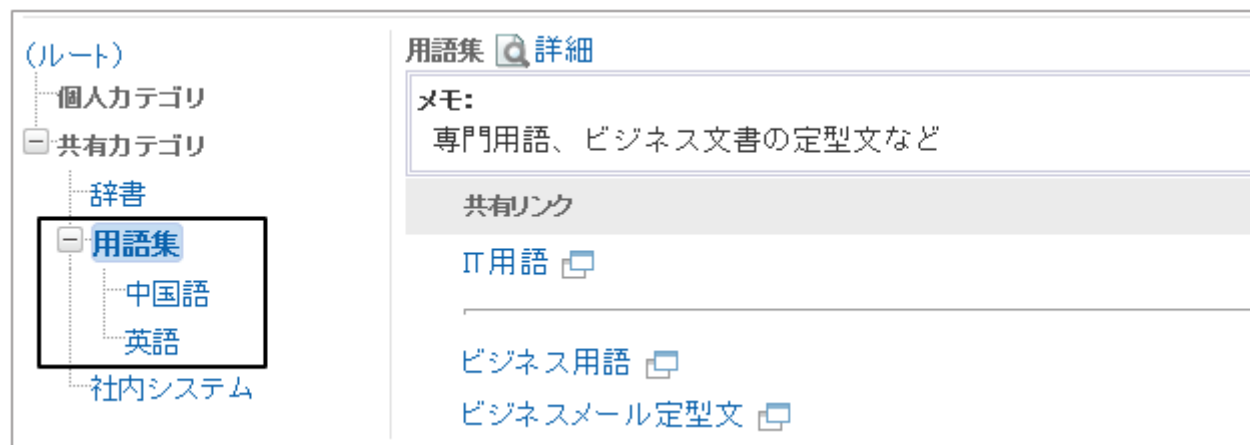 (ルート)
個人カテゴリ
共有カテゴリ
辞書
用語集
中国語
英語
社内システム
用語集 詳細
メモ:
専門用語、ビジネス文書の定型文など
共有リンク
IT用語
ビジネス用語
ビジネスメール定型文